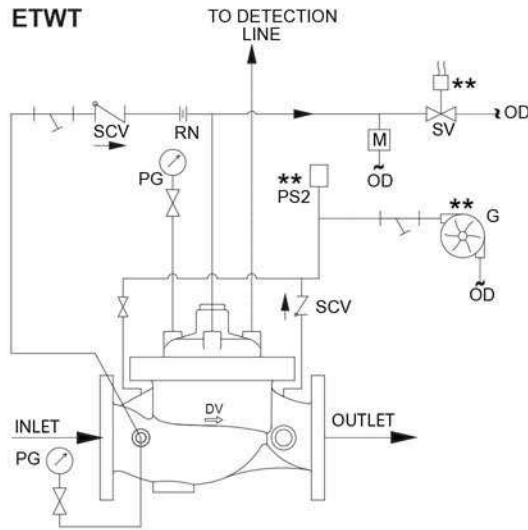 ETWT
TO DETECTION
LINE
**
SCV
RN
SV
OD
M
OD
PG
**
PS2
**
G
OD
SCV
DV
INLET
OUTLET
PG